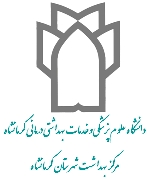 دانشگاه علوم پزشکی و خدمات بهداشتی درمانی کرمانشاه
مرکز بهداشت شهرستان کرمانشاه